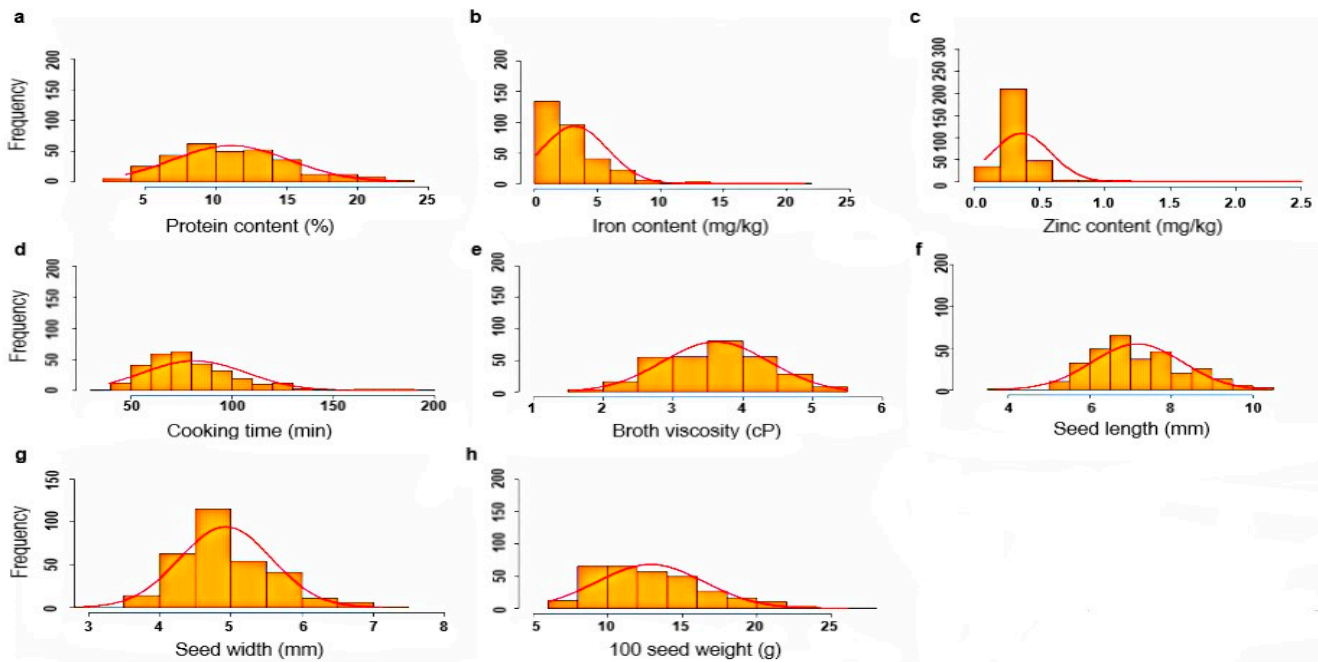 a
Frequency
0 50 100 150 200
5 10 15 20 25
Protein content (%)
b
0 50 100 150 200
0 5 10 15 20 25
Iron content (mg/kg)
c
0 50 100 150 200 250 300
0.0 0.5 1.0 1.5 2.0 2.5
Zinc content (mg/kg)
d
Frequency
0 50 100 150 200
50 100 150 200
Cooking time (min)
e
0 50 100 150 200
1 2 3 4 5 6
Broth viscosity (cP)
f
0 50 100 150 200
4 6 8 10
Seed length (mm)
g
Frequency
0 50 100 150
3 4 5 6 7 8
Seed width (mm)
h
0 50 100 150 200
5 10 15 20 25
100 seed weight (g)